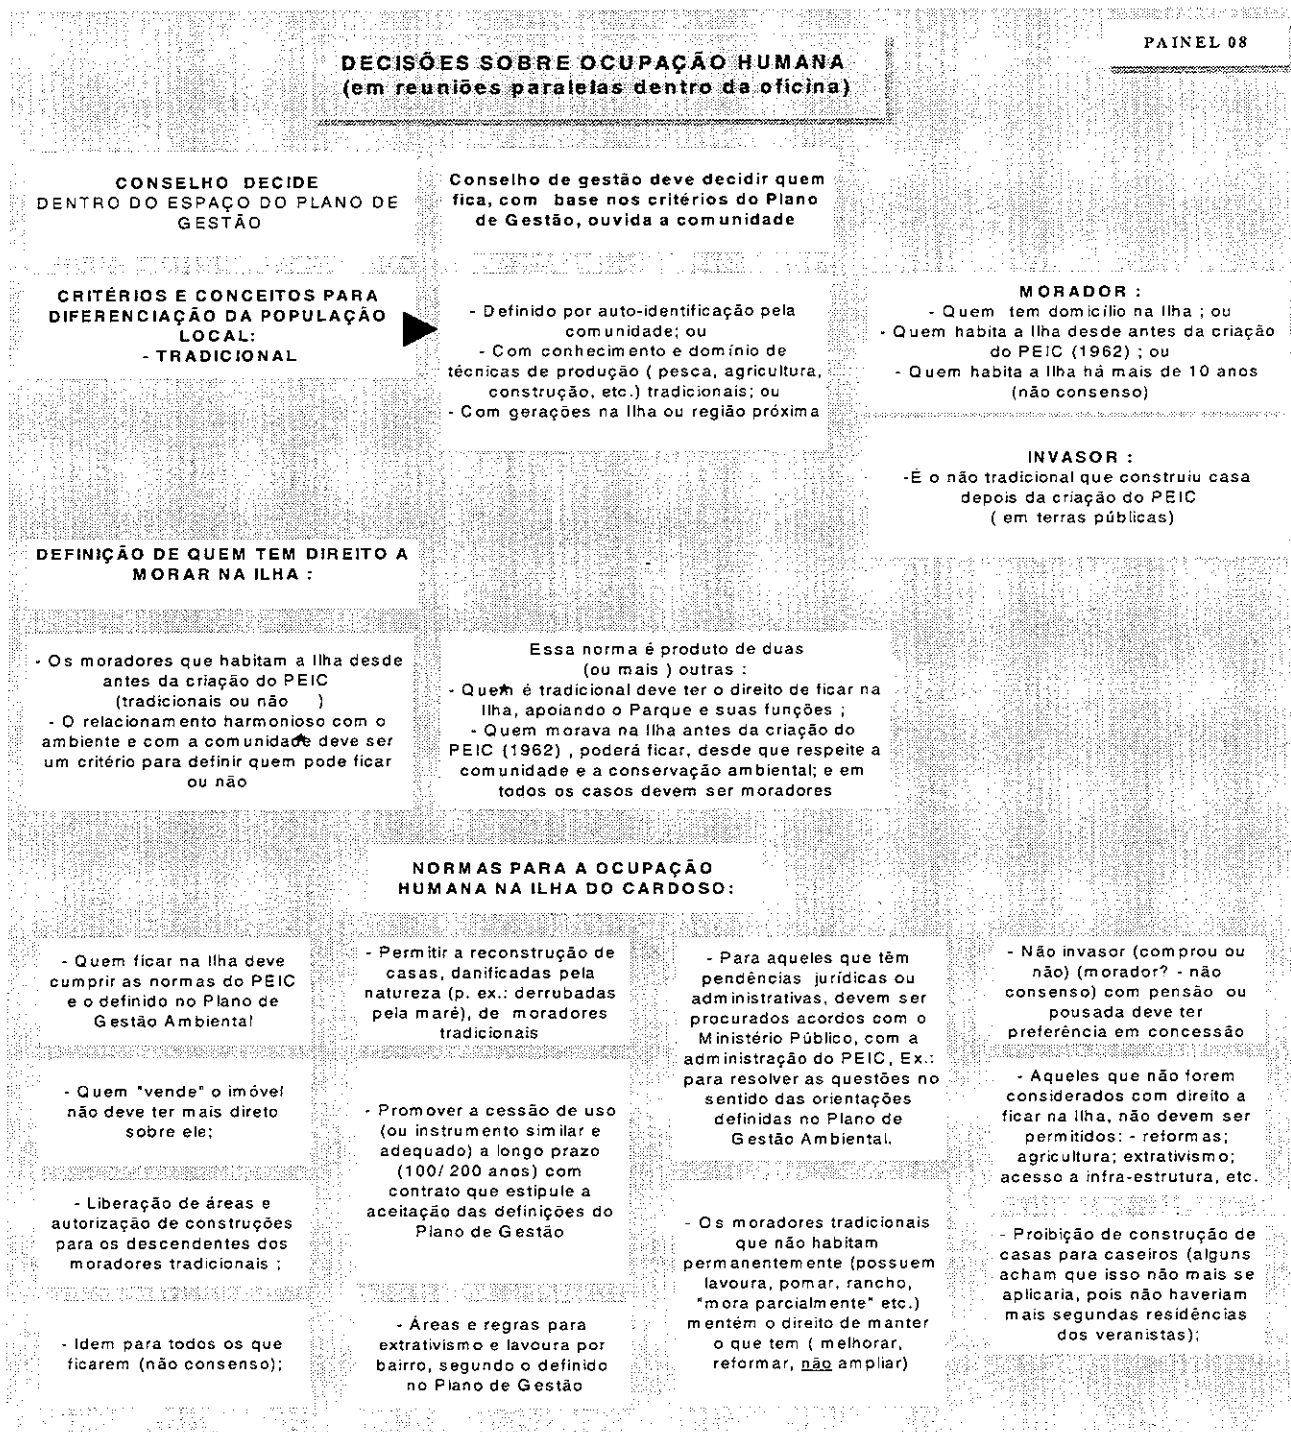 PAINEL 08
DECISÕES SOBRE OCUPAÇÃO HUMANA
(em reuniões paralelas dentro da oficina)
CONSELHO DECIDE
DENTRO DO ESPAÇO DO PLANO DE
GESTÃO
Conselho de gestão deve decidir quem
fica, com base nos critérios do Plano
de Gestão, ouvida a comunidade
CRITÉRIOS E CONCEITOS PARA
DIFERENCIAÇÃO DA POPULAÇÃO
LOCAL:
- TRADICIONAL
- Definido por auto-identificação pela
comunidade; ou
- Com conhecimento e domínio de
técnicas de produção ( pesca, agricultura,
construção, etc.) tradicionais; ou
- Com gerações na Ilha ou região próxima
MORADOR :
- Quem tem domicílio na Ilha ; ou
- Quem habita a Ilha desde antes da criação
do PEIC (1962) ; ou
- Quem habita a Ilha há mais de 10 anos
(não consenso)
INVASOR :
-É o não tradicional que construiu casa
depois da criação do PEIC
( em terras públicas)
DEFINIÇÃO DE QUEM TEM DIREITO A
MORAR NA ILHA :
- Os moradores que habitam a Ilha desde
antes da criação do PEIC
(tradicionais ou não )
- O relacionamento harmonioso com o
ambiente e com a comunidade deve ser
um critério para definir quem pode ficar
ou não
Essa norma é produto de duas
(ou mais ) outras :
- Quem é tradicional deve ter o direito de ficar na
Ilha, apoiando o Parque e suas funções ;
- Quem morava na Ilha antes da criação do
PEIC (1962) , poderá ficar, desde que respeite a
comunidade e a conservação ambiental; e em
todos os casos devem ser moradores
NORMAS PARA A OCUPAÇÃO
HUMANA NA ILHA DO CARDOSO:
- Quem ficar na Ilha deve
cumprir as normas do PEIC
e o definido no Plano de
Gestão Ambiental
- Quem "vende" o imóvel
não deve ter mais direto
sobre ele;
- Liberação de áreas e
autorização de construções
para os descendentes dos
moradores tradicionais ;
- Idem para todos os que
ficarem (não consenso);
- Permitir a reconstrução de
casas, danificadas pela
natureza (p. ex.: derrubadas
pela maré), de moradores
tradicionais
- Promover a cessão de uso
(ou instrumento similar e
adequado) a longo prazo
(100/ 200 anos) com
contrato que estipule a
aceitação das definições do
Plano de Gestão
- Áreas e regras para
extrativismo e lavoura por
bairro, segundo o definido
no Plano de Gestão
- Para aqueles que têm
pendências jurídicas ou
administrativas, devem ser
procurados acordos com o
Ministério Público, com a
administração do PEIC, Ex.:
para resolver as questões no
sentido das orientações
definidas no Plano de
Gestão Ambiental.
- Os moradores tradicionais
que não habitam
permanentemente (possuem
lavoura, pomar, rancho,
"mora parcialmente" etc.)
mentém o direito de manter
o que tem ( melhorar,
reformar, não ampliar)
- Não invasor (comprou ou
não) (morador? - não
consenso) com pensão ou
pousada deve ter
preferência em concessão
- Aqueles que não forem
considerados com direito a
ficar na Ilha, não devem ser
permitidos: - reformas;
agricultura; extrativismo;
acesso a infra-estrutura, etc.
- Proibição de construção de
casas para caseiros (alguns
acham que isso não mais se
aplicaria, pois não haveriam
mais segundas residências
dos veranistas);